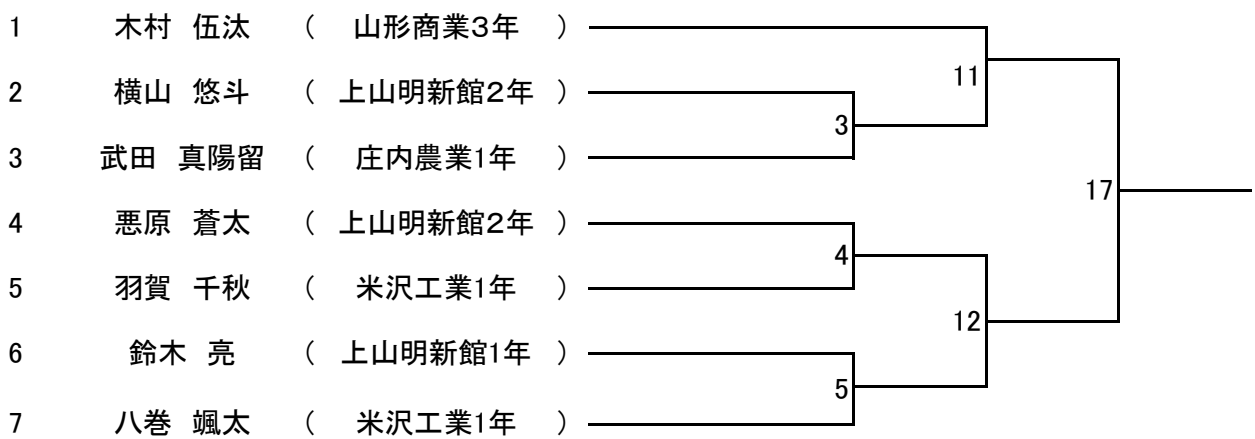 1 木村 伍汰 ( 山形商業3年 )
11
2 横山 悠斗 ( 上山明新館2年 )
3
3 武田 真陽留 ( 庄内農業1年 )
17
4 悪原 蒼太 ( 上山明新館2年 )
4
5 羽賀 千秋 ( 米沢工業1年 )
12
6 鈴木 亮 ( 上山明新館1年 )
5
7 八巻 颯太 ( 米沢工業1年 )